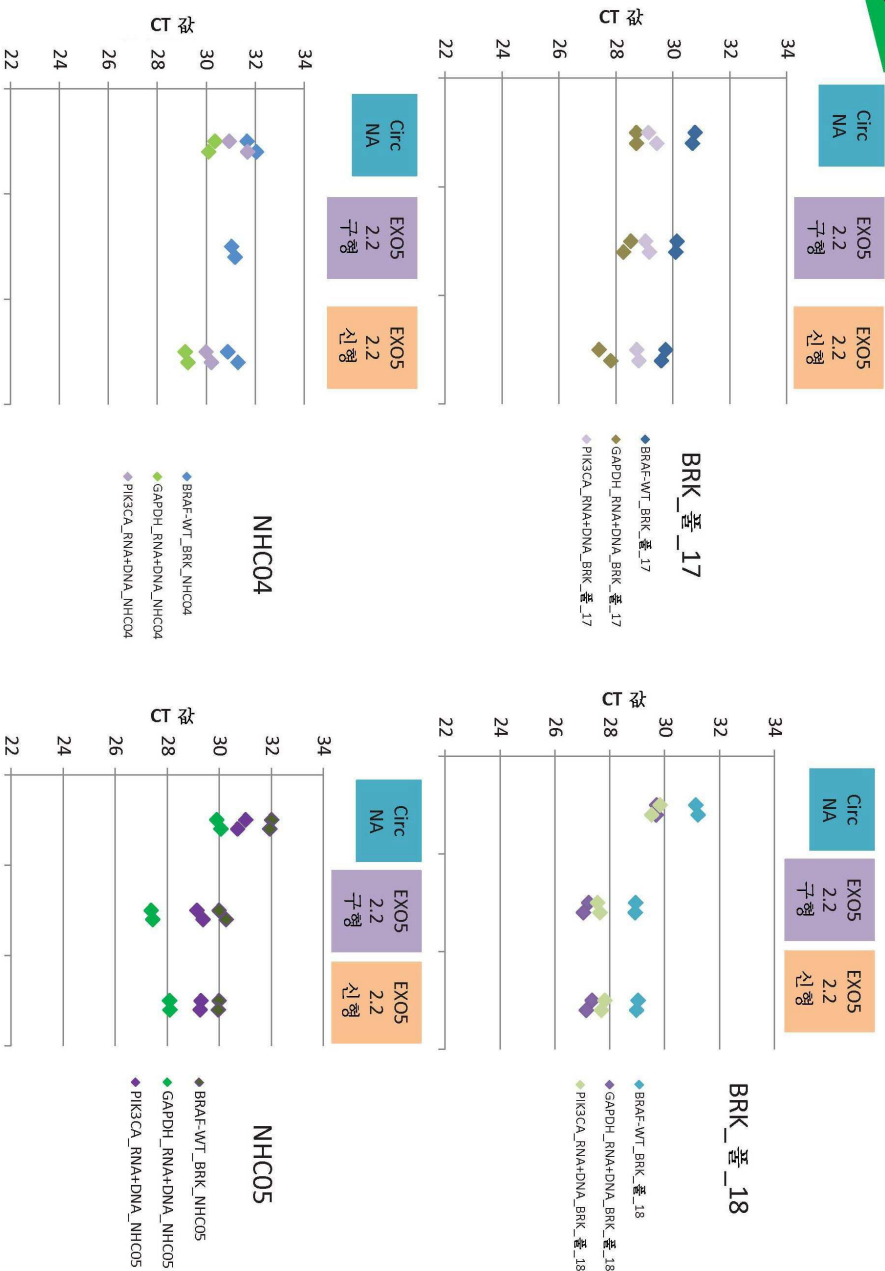 CT 값
34
32
30
28
26
24
22
Circ
NA
EXO5
2.2
구형
EXO5
2.2
신형
BRK_풀_17
BRAF-WT_BRK_풀_17
GAPDH_RNA+DNA_BRK_풀_17
PIK3CA_RNA+DNA_BRK_풀_17
CT 값
34
32
30
28
26
24
22
Circ
NA
EXO5
2.2
구형
EXO5
2.2
신형
BRK_풀_18
BRAF-WT_BRK_풀_18
GAPDH_RNA+DNA_BRK_풀_18
PIK3CA_RNA+DNA_BRK_풀_18
CT 값
34
32
30
28
26
24
22
Circ
NA
EXO5
2.2
구형
EXO5
2.2
신형
NHC04
BRAF-WT_BRK_NHC04
GAPDH_RNA+DNA_NHC04
PIK3CA_RNA+DNA_NHC04
CT 값
34
32
30
28
26
24
22
Circ
NA
EXO5
2.2
구형
EXO5
2.2
신형
NHC05
BRAF-WT_BRK_NHC05
GAPDH_RNA+DNA_NHC05
PIK3CA_RNA+DNA_NHC05